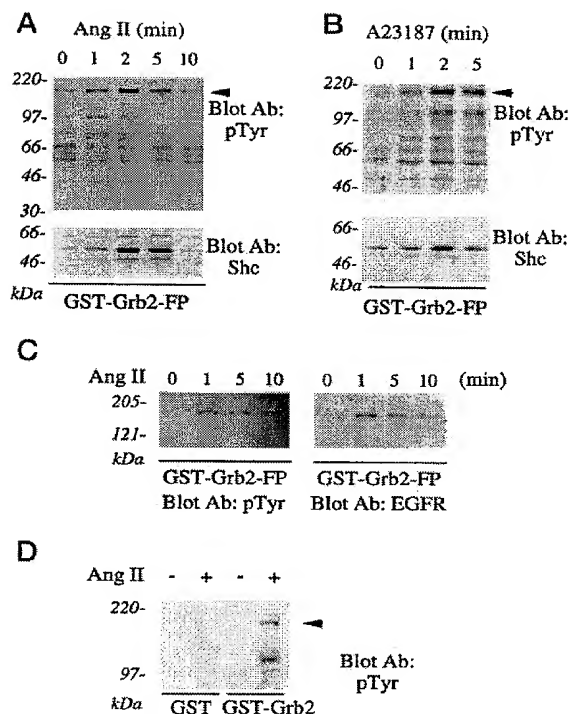 A
Ang II (min)
0 1 2 5 10
220-
97-
66-
46-
30-
Blot Ab:
pTyr
66-
46-
kDa
Blot Ab:
Shc
GST-Grb2-FP
B
A23187 (min)
0 1 2 5
220-
97-
66-
46-
Blot Ab:
pTyr
66-
46-
kDa
Blot Ab:
Shc
GST-Grb2-FP
C
Ang II 0 1 5 10 0 1 5 10 (min)
205-
121-
kDa
GST-Grb2-FP GST-Grb2-FP
Blot Ab: pTyr Blot Ab: EGFR
D
Ang II - + - +
220-
97-
Blot Ab:
pTyr
GST GST-Grb2